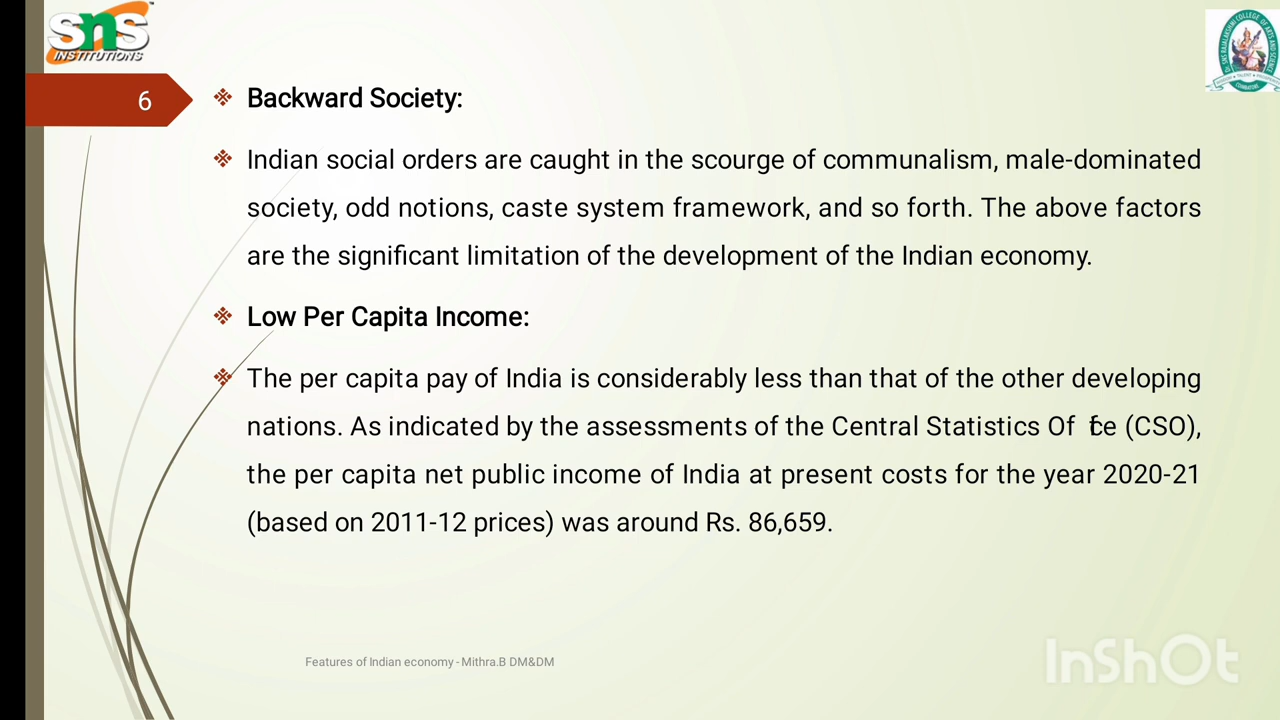 SNS
INSTITUTIONS
6
Backward Society:
Indian social orders are caught in the scourge of communalism, male-dominated
society, odd notions, caste system framework, and so forth. The above factors
are the significant limitation of the development of the Indian economy.
Low Per Capita Income:
The per capita pay of India is considerably less than that of the other developing
nations. As indicated by the assessments of the Central Statistics Of fice (CSO),
the per capita net public income of India at present costs for the year 2020-21
(based on 2011-12 prices) was around Rs. 86,659.
Features of Indian economy - Mithra.B DM&DM
InShOt